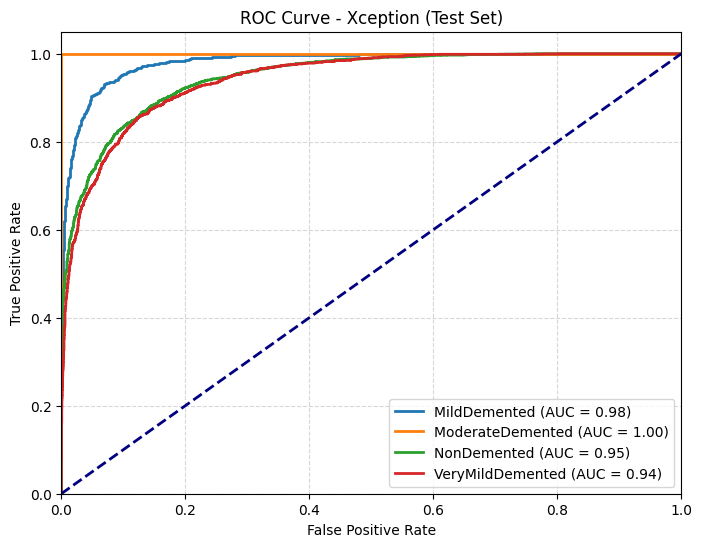 ROC Curve - Xception (Test Set)
True Positive Rate
1.0
0.8
0.6
0.4
0.2
0.0
0.0 0.2 0.4 0.6 0.8 1.0
False Positive Rate
MildDemented (AUC = 0.98)
ModerateDemented (AUC = 1.00)
NonDemented (AUC = 0.95)
VeryMildDemented (AUC = 0.94)